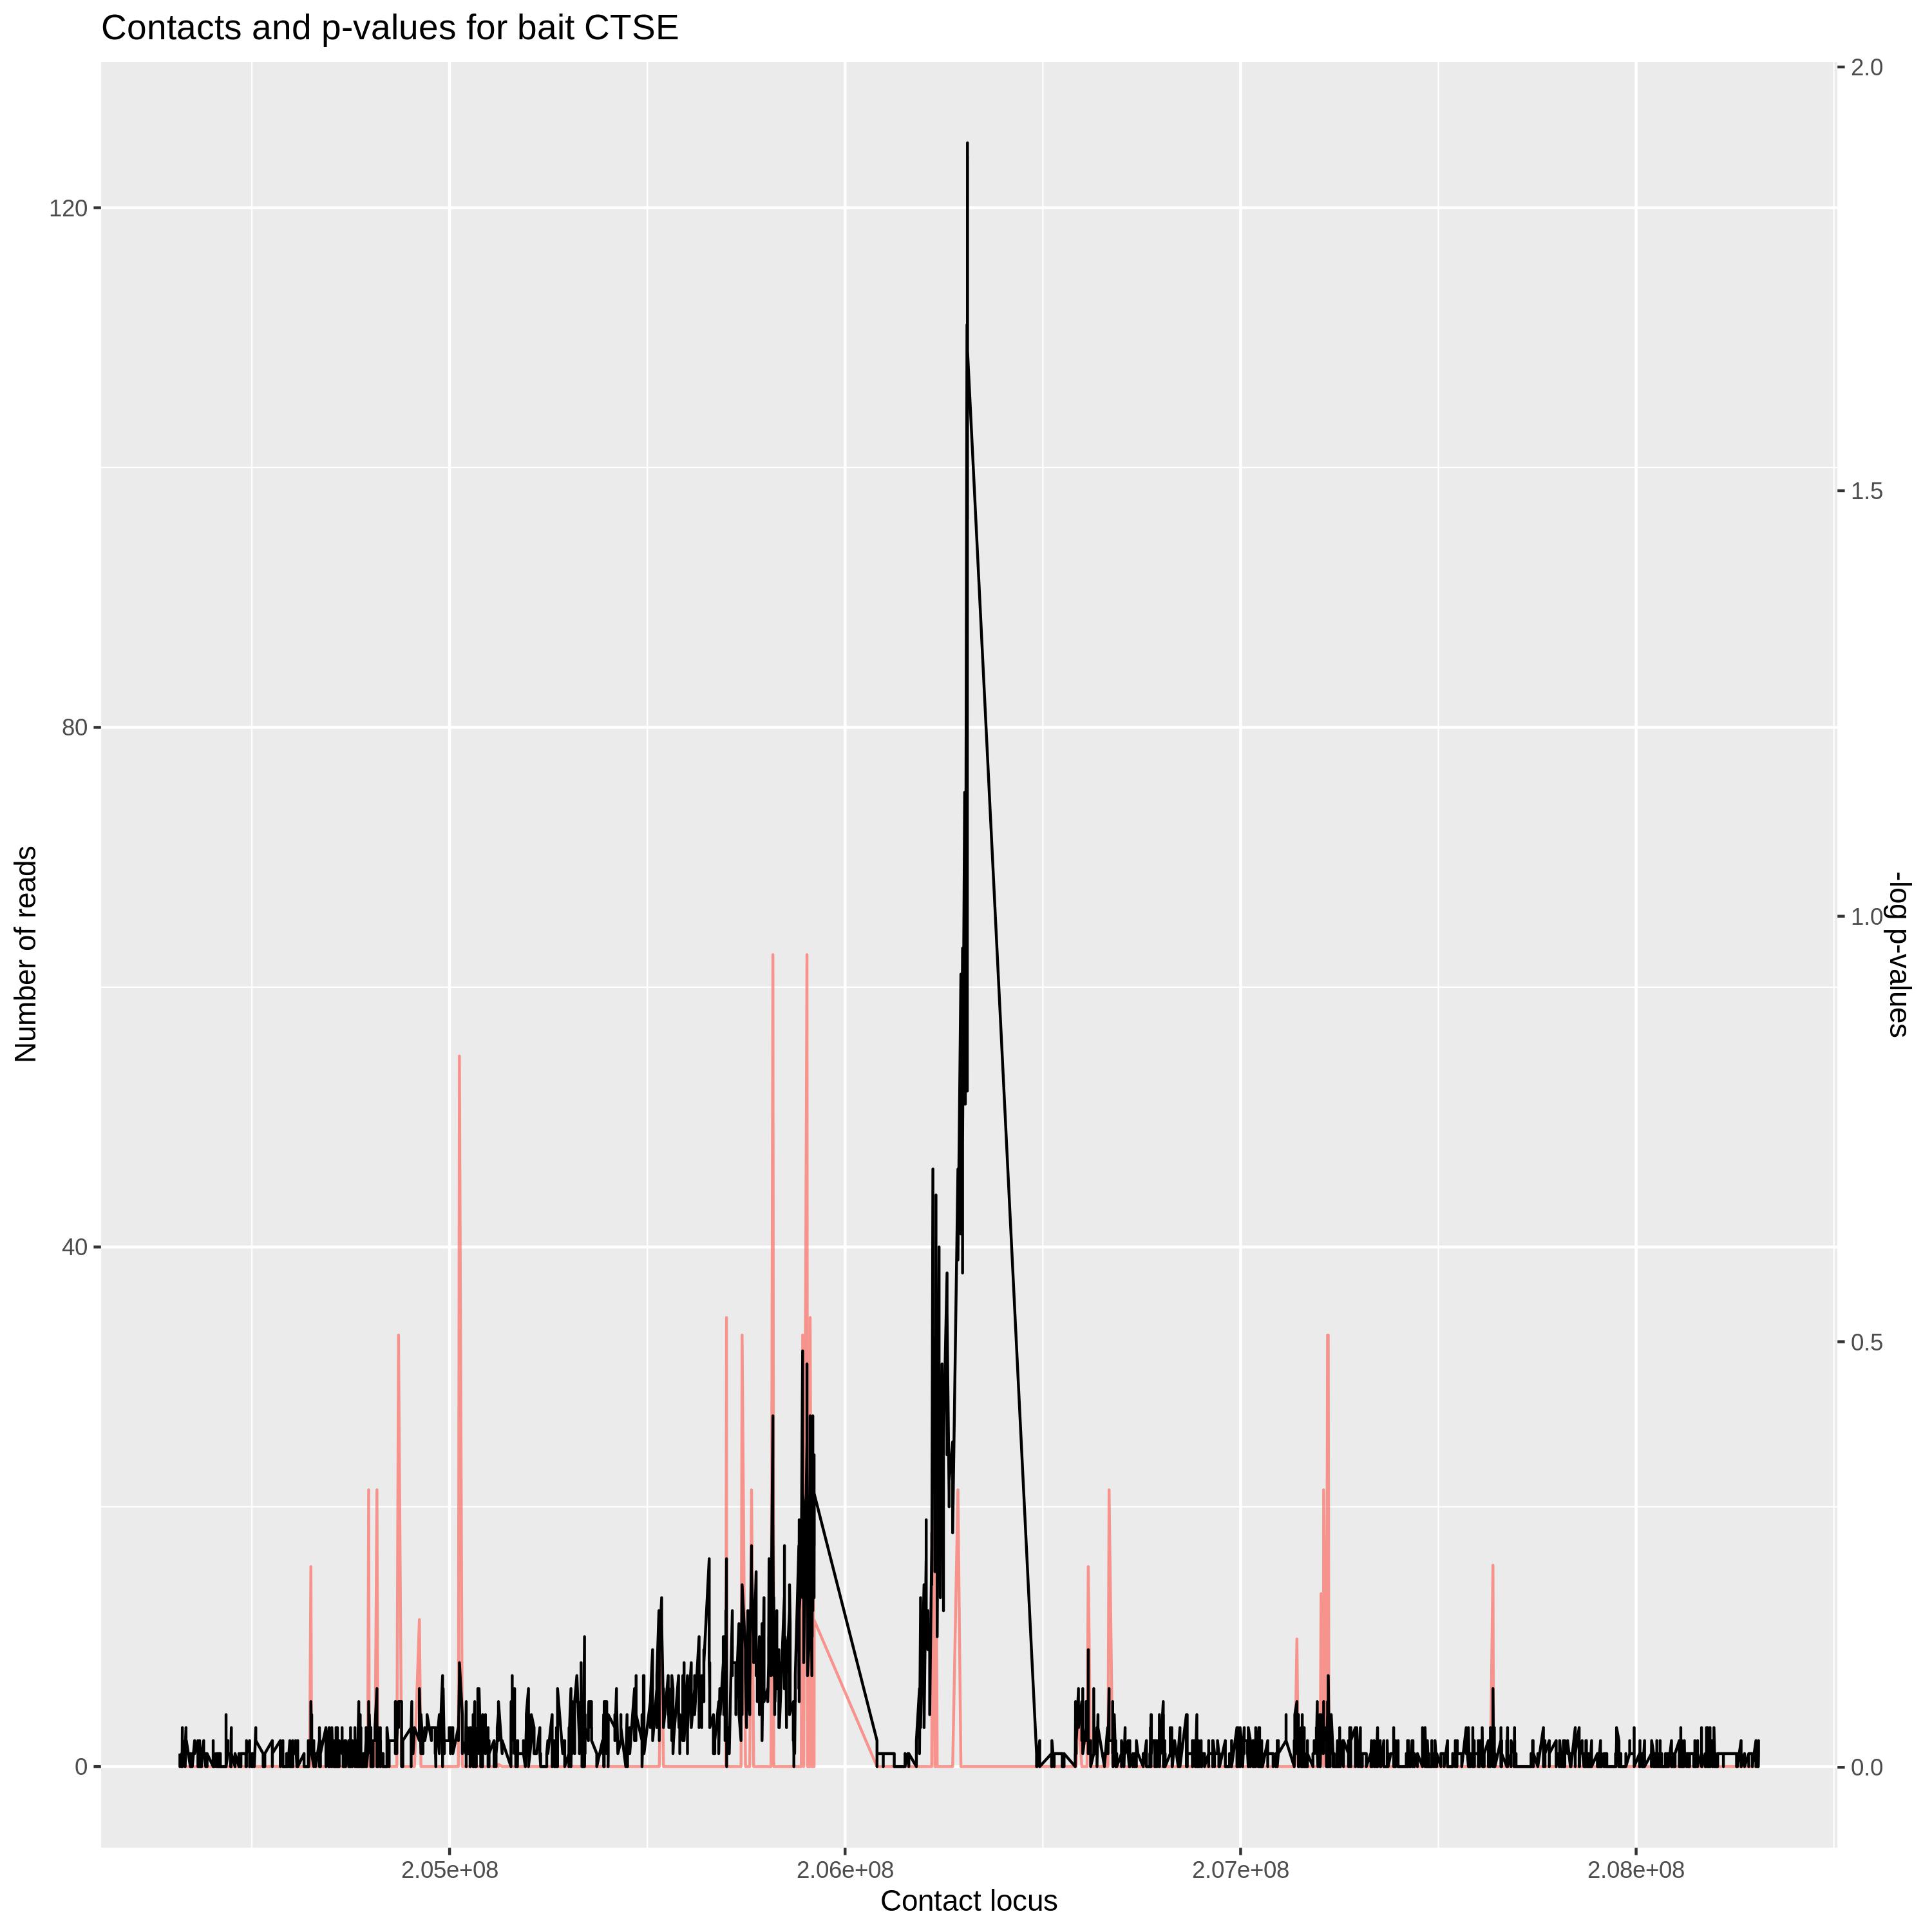 Contacts and p-values for bait CTSE
2.0
120
1.5
80
Number of reads
1.0
-log p-values
40
0.5
0
0.0
2.05e+08
2.06e+08
2.07e+08
2.08e+08
Contact locus